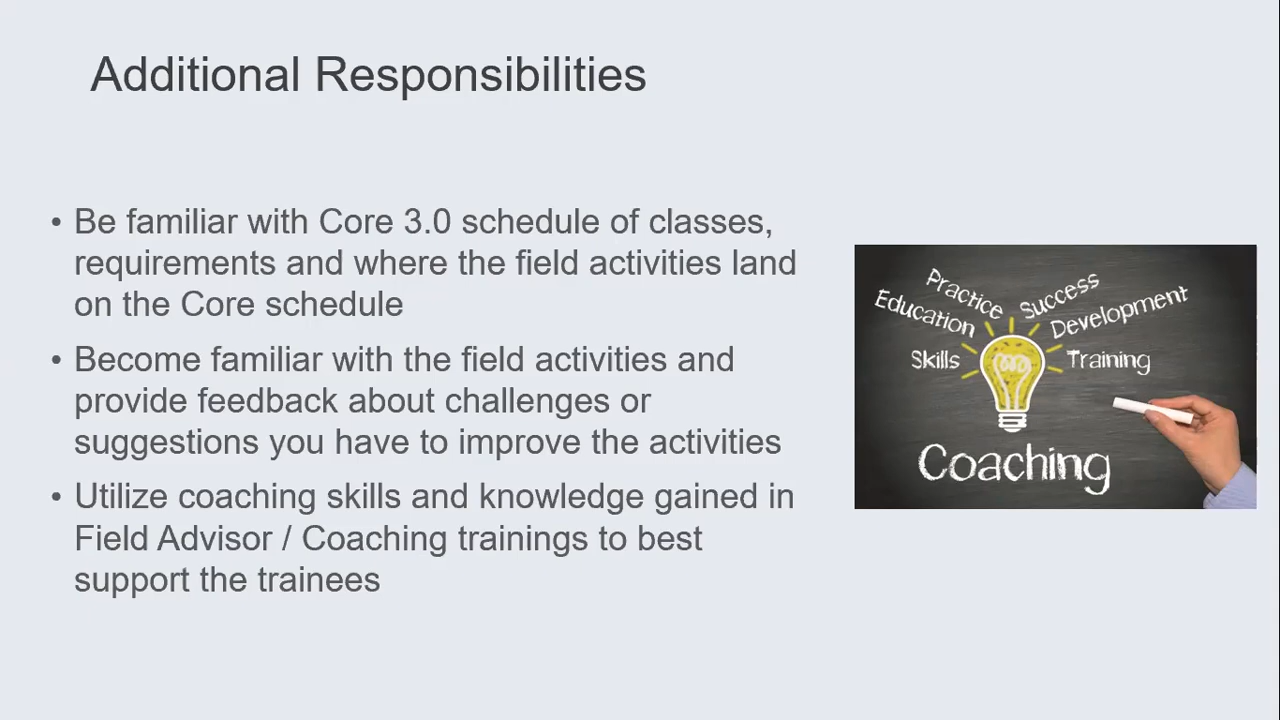 Additional Responsibilities
• Be familiar with Core 3.0 schedule of classes,
requirements and where the field activities land
on the Core schedule
• Become familiar with the field activities and
provide feedback about challenges or
suggestions you have to improve the activities
• Utilize coaching skills and knowledge gained in
Field Advisor / Coaching trainings to best
support the trainees
Practice
Success
Education
Development
Skills
Training
Coaching